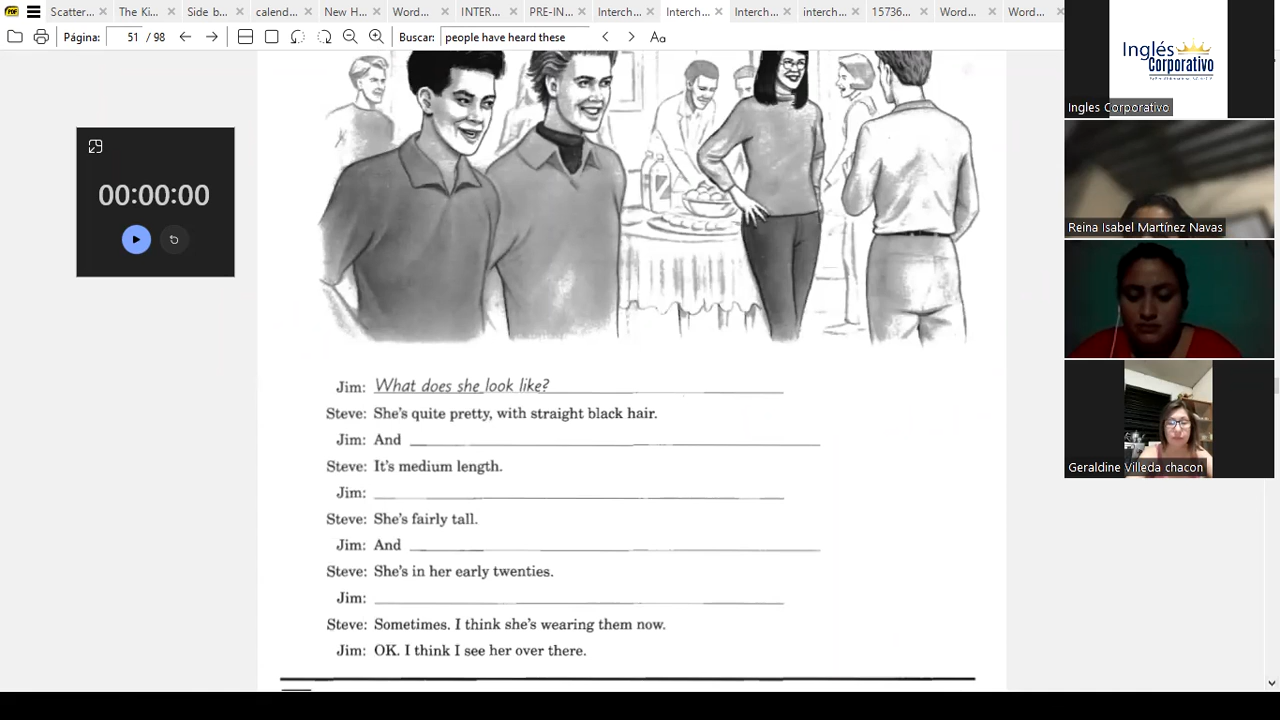 Scatter...
The Ki...
Side b...
calend...
New H...
Word...
INTER...
PRE-IN...
Interch...
Interch...
Interch...
interch...
15736...
Word...
Word...
Página: 51 / 98
Buscar: people have heard these
Aa
00:00:00
Jim: What does she look like?
Steve: She's quite pretty, with straight black hair.
Jim: And
Steve: It's medium length.
Jim:
Steve: She's fairly tall.
Jim: And
Steve: She's in her early twenties.
Jim:
Steve: Sometimes. I think she's wearing them now.
Jim: OK. I think I see her over there.
Inglés
Corporativo
Ingles Corporativo
Reina Isabel Martínez Navas
Geraldine Villeda chacon